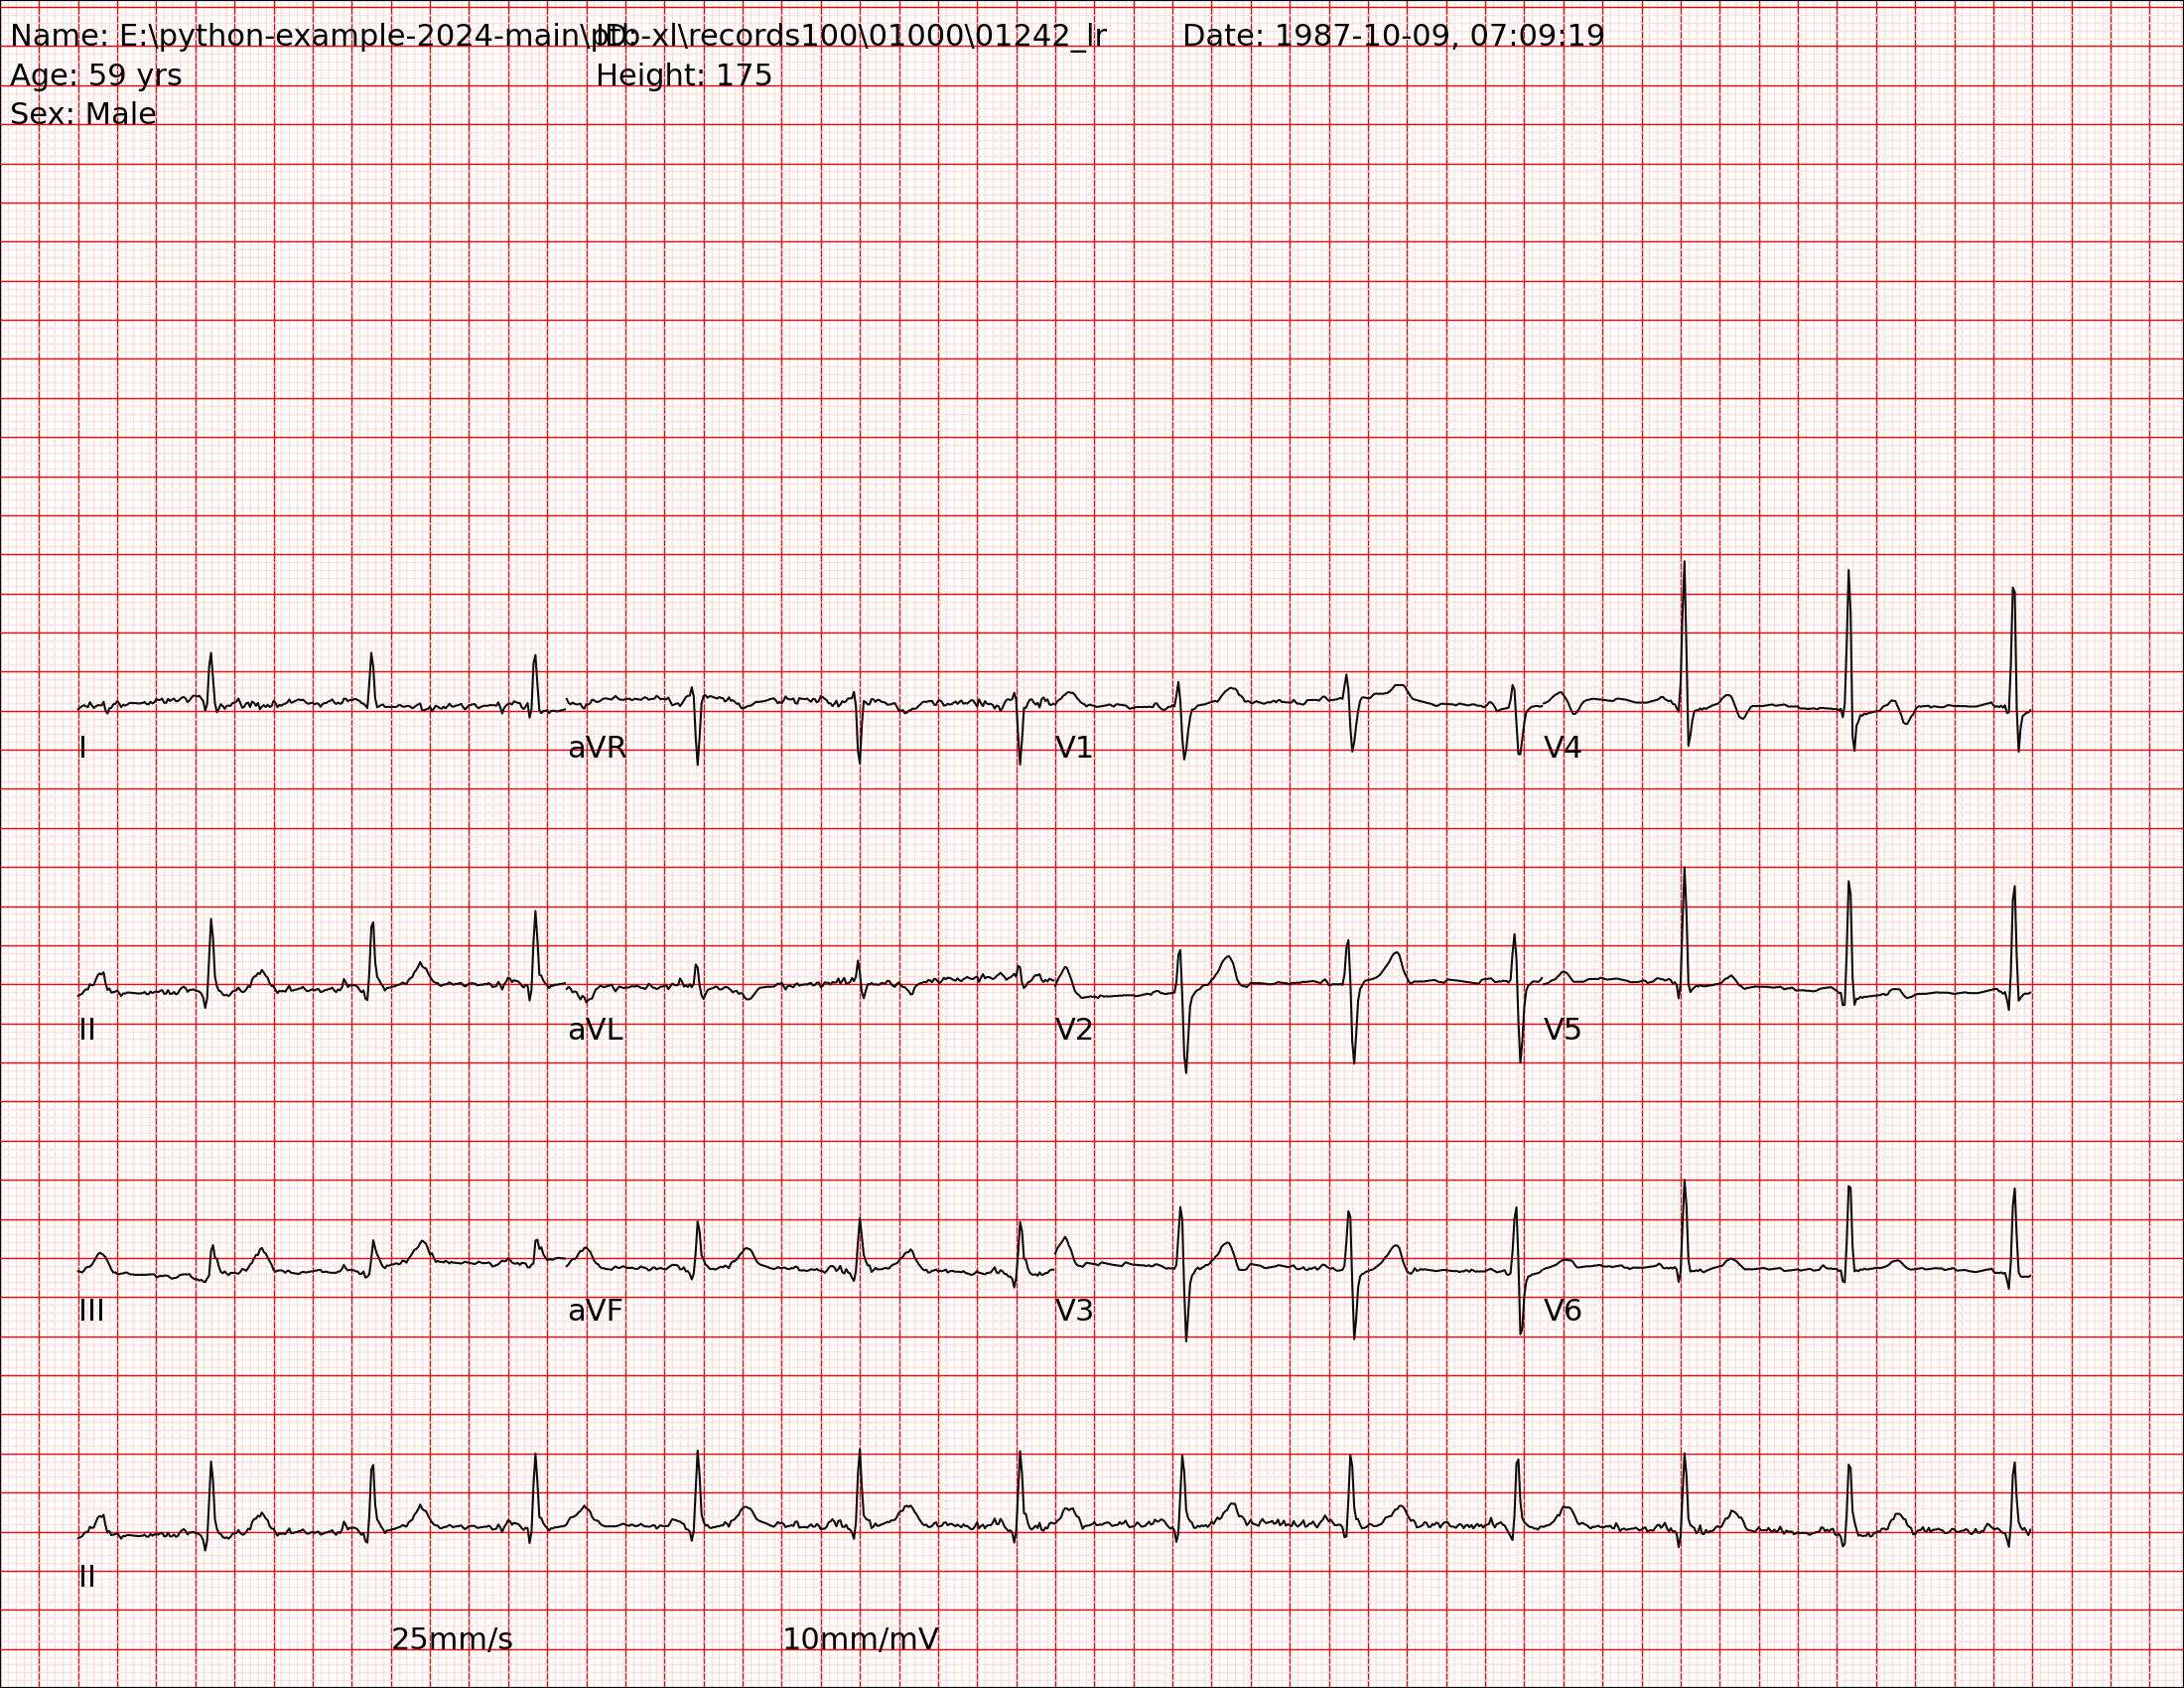 Name: E:\python-example-2024-main\ptb-xl\records100\01000\01242_lr ID: Date: 1987-10-09, 07:09:19
Age: 59 yrs Height: 175
Sex: Male
I aVR V1 V4
II aVL V2 V5
III aVF V3 V6
II
25mm/s 10mm/mV